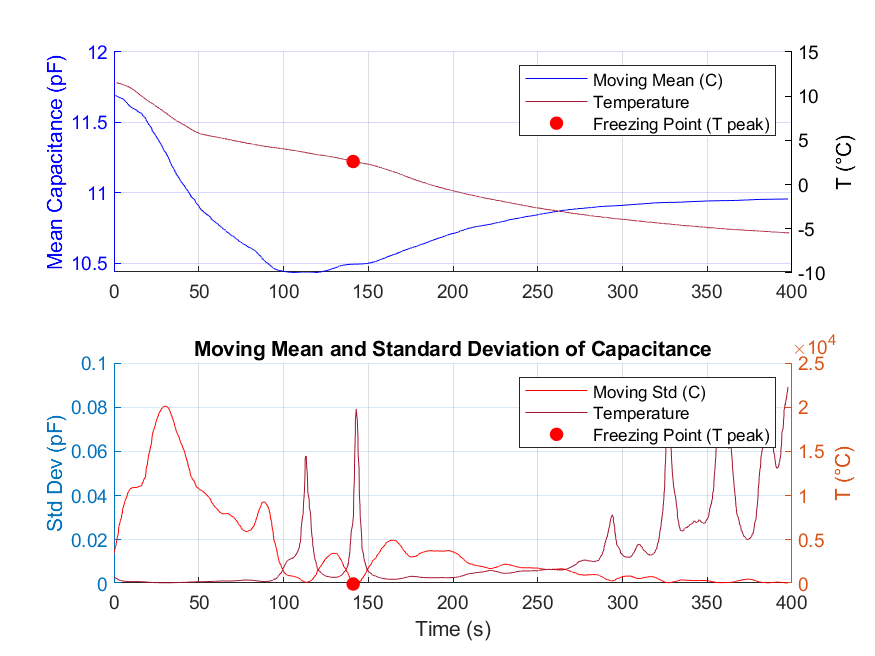 12
11.5
11
10.5
Mean Capacitance (pF)
Moving Mean (C)
Temperature
Freezing Point (T peak)
15
10
5
0
-5
-10
T (°C)
0 50 100 150 200 250 300 350 400
Moving Mean and Standard Deviation of Capacitance
×10^4
0.1
0.08
0.06
0.04
0.02
0
Std Dev (pF)
Moving Std (C)
Temperature
Freezing Point (T peak)
2.5
2
1.5
1
0.5
0
T (°C)
0 50 100 150 200 250 300 350 400
Time (s)